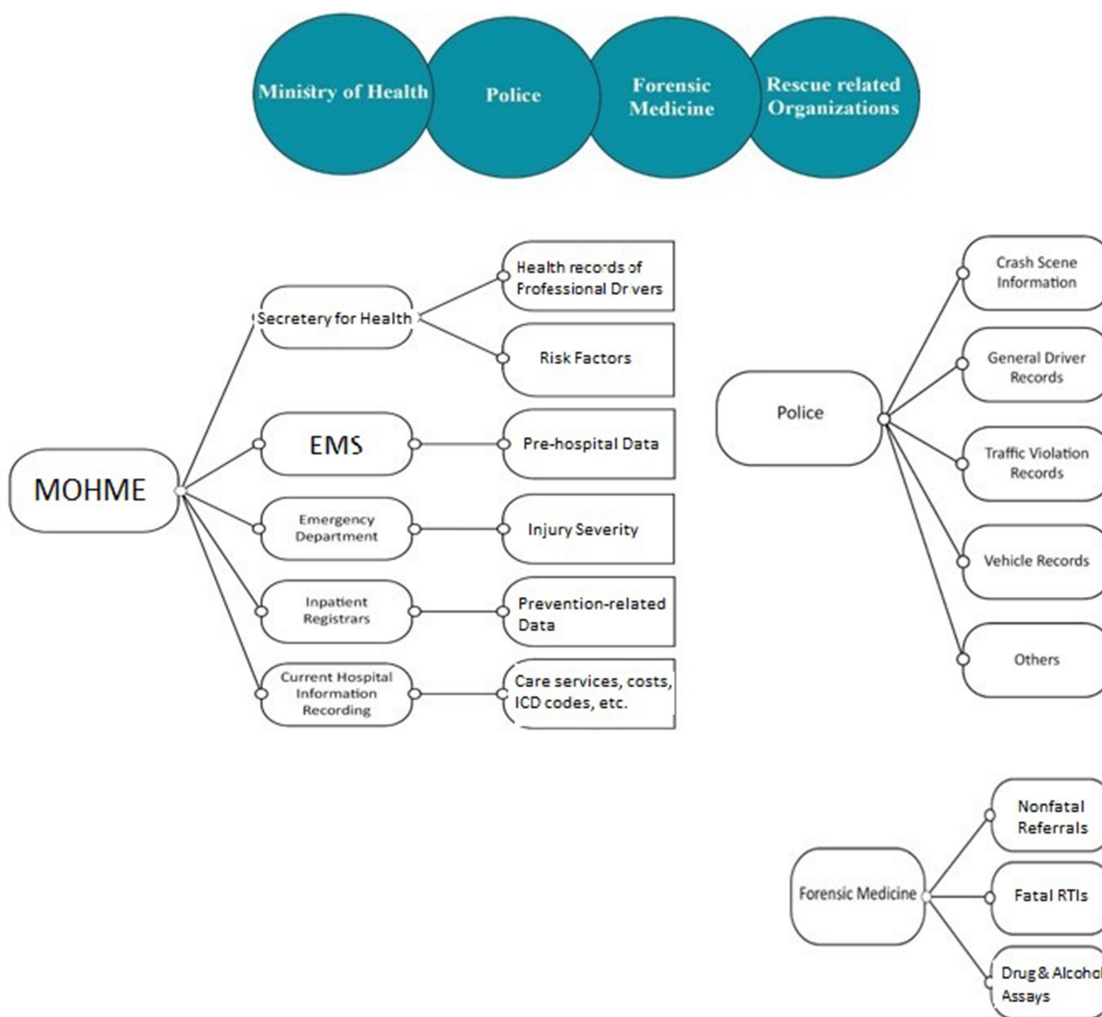 Ministry of Health
Police
Forensic
Medicine
Rescue related
Organizations
MOHME
Secretery for Health
Health records of
Professional Drivers
Risk Factors
EMS
Pre-hospital Data
Emergency
Department
Injury Severity
Inpatient
Registrars
Prevention-related
Data
Current Hospital
Information
Recording
Care services, costs,
ICD codes, etc.
Police
Crash Scene
Information
General Driver
Records
Traffic Violation
Records
Vehicle Records
Others
Forensic Medicine
Nonfatal
Referrals
Fatal RTIs
Drug & Alcohol
Assays